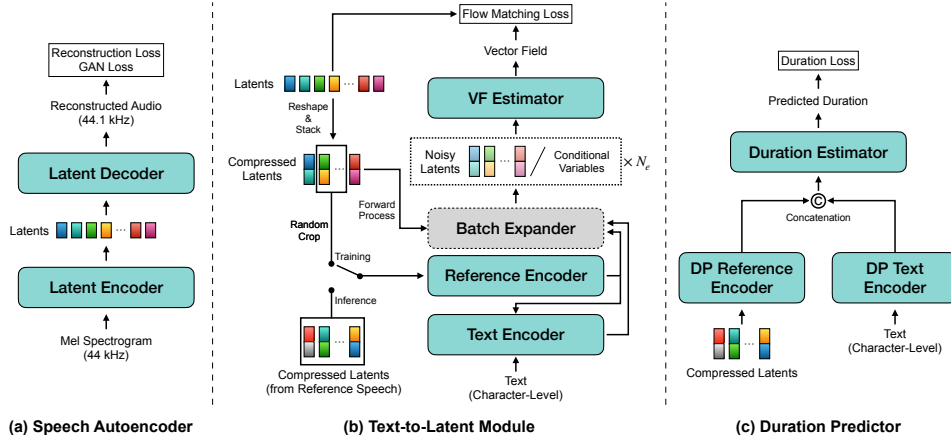 Reconstruction Loss
GAN Loss
Reconstructed Audio
(44.1 kHz)
Latent Decoder
Latents
...
Latent Encoder
Mel Spectrogram
(44 kHz)
(a) Speech Autoencoder
Flow Matching Loss
Vector Field
Latents
...
VF Estimator
Reshape
&
Stack
Compressed
Latents
...
Noisy
Latents
...
/
Conditional
Variables
× N_e
Forward
Process
Batch Expander
Random
Crop
Training
Reference Encoder
Inference
...
Text Encoder
Compressed Latents
(from Reference Speech)
Text
(Character-Level)
(b) Text-to-Latent Module
Duration Loss
Predicted Duration
Duration Estimator
C
Concatenation
DP Reference
Encoder
DP Text
Encoder
...
Compressed Latents
Text
(Character-Level)
(c) Duration Predictor